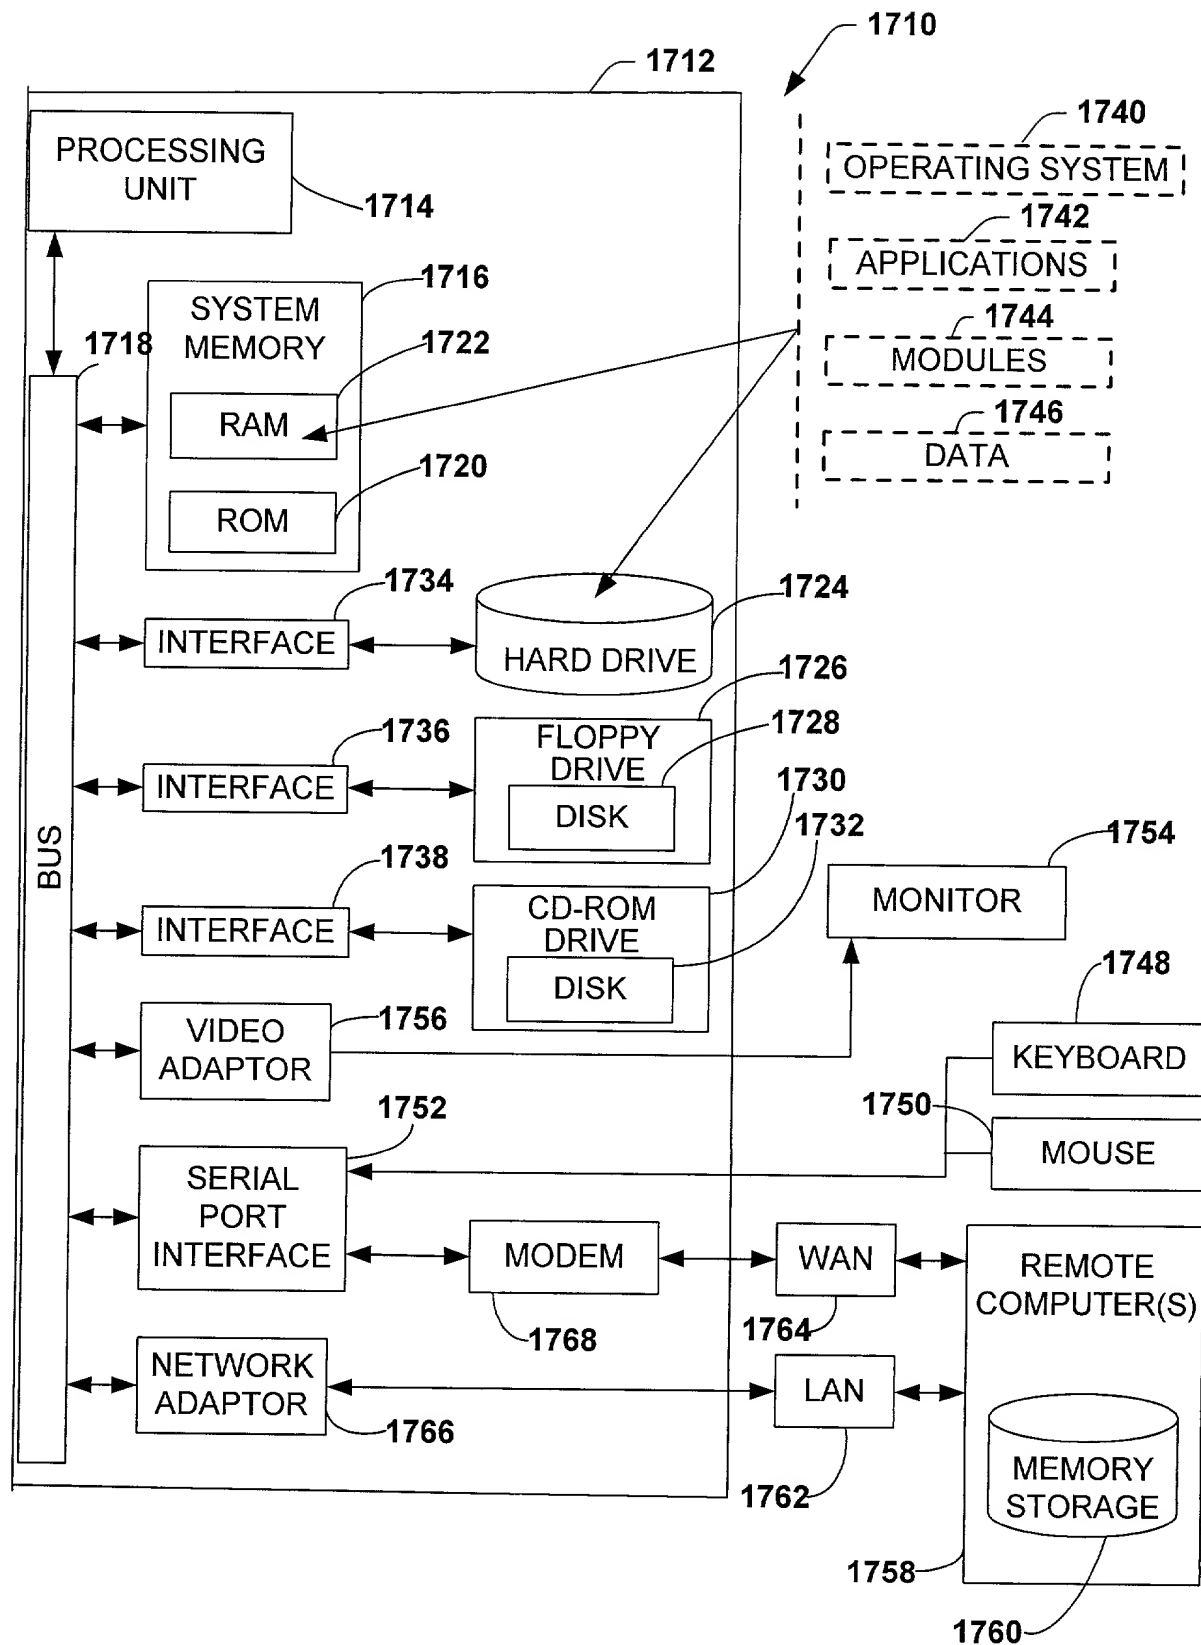 1710
1712
1740
PROCESSING
UNIT
OPERATING SYSTEM
1714
1742
APPLICATIONS
1716
SYSTEM
MEMORY
1744
1718
1722
MODULES
RAM
1746
DATA
1720
ROM
1734
1724
INTERFACE
HARD DRIVE
1726
1728
1736
FLOPPY
DRIVE
INTERFACE
1730
DISK
1732
BUS
1754
1738
MONITOR
CD-ROM
DRIVE
INTERFACE
1748
DISK
1756
VIDEO
ADAPTOR
KEYBOARD
1752
1750
MOUSE
SERIAL
PORT
INTERFACE
MODEM
WAN
REMOTE
COMPUTER(S)
1768
1764
NETWORK
ADAPTOR
LAN
1766
MEMORY
STORAGE
1762
1758
1760